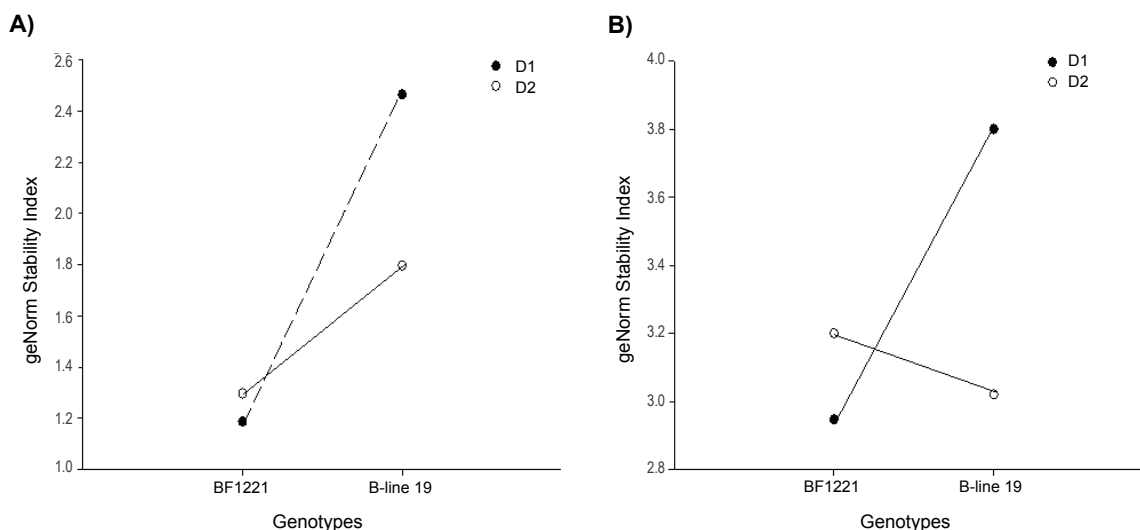 A)
2.6
2.4
2.2
2.0
1.8
1.6
1.4
1.2
1.0
geNorm Stability Index
D1
D2
BF1221
B-line 19
Genotypes
B)
4.0
3.8
3.6
3.4
3.2
3.0
2.8
geNorm Stability Index
D1
D2
BF1221
B-line 19
Genotypes